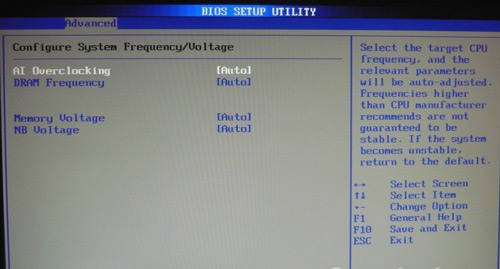 BIOS SETUP UTILITY
Advanced
Configure System Frequency/Voltage
AI Overclocking [Auto]
DRAM Frequency [Auto]
Memory Voltage [Auto]
NB Voltage [Auto]
Select the target CPU
frequency, and the
relevant parameters
will be auto-adjusted.
Frequencies higher
than CPU manufacturer
recommends are not
guaranteed to be
stable. If the system
becomes unstable,
return to the default.
↔ Select Screen
↑↓ Select Item
+- Change Option
F1 General Help
F10 Save and Exit
ESC Exit